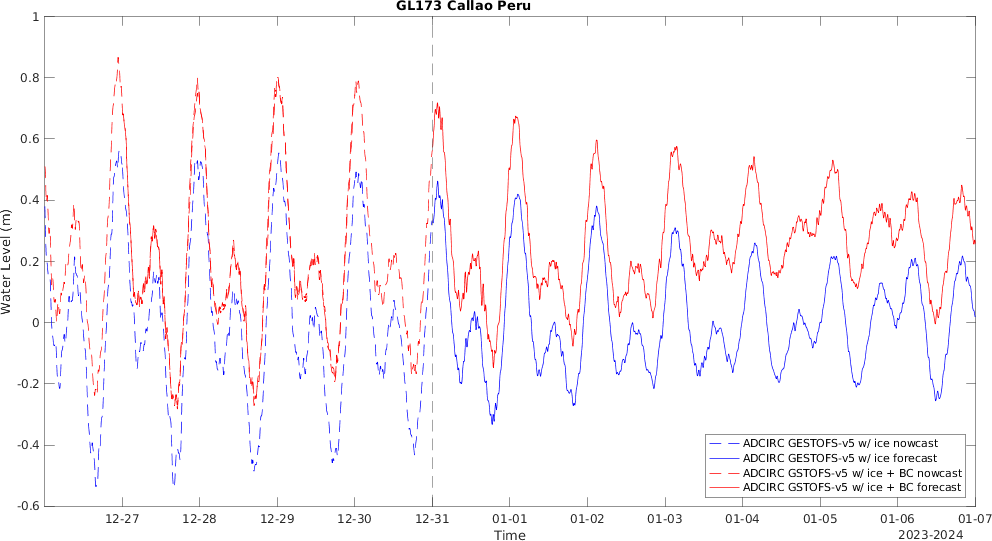 GL173 Callao Peru
1
0.8
0.6
0.4
0.2
0
-0.2
-0.4
-0.6
Water Level (m)
ADCIRC GESTOFS-v5 w/ ice nowcast
ADCIRC GESTOFS-v5 w/ ice forecast
ADCIRC GSTOFS-v5 w/ ice + BC nowcast
ADCIRC GSTOFS-v5 w/ ice + BC forecast
12-27 12-28 12-29 12-30 12-31 01-01 01-02 01-03 01-04 01-05 01-06 01-07
Time
2023-2024